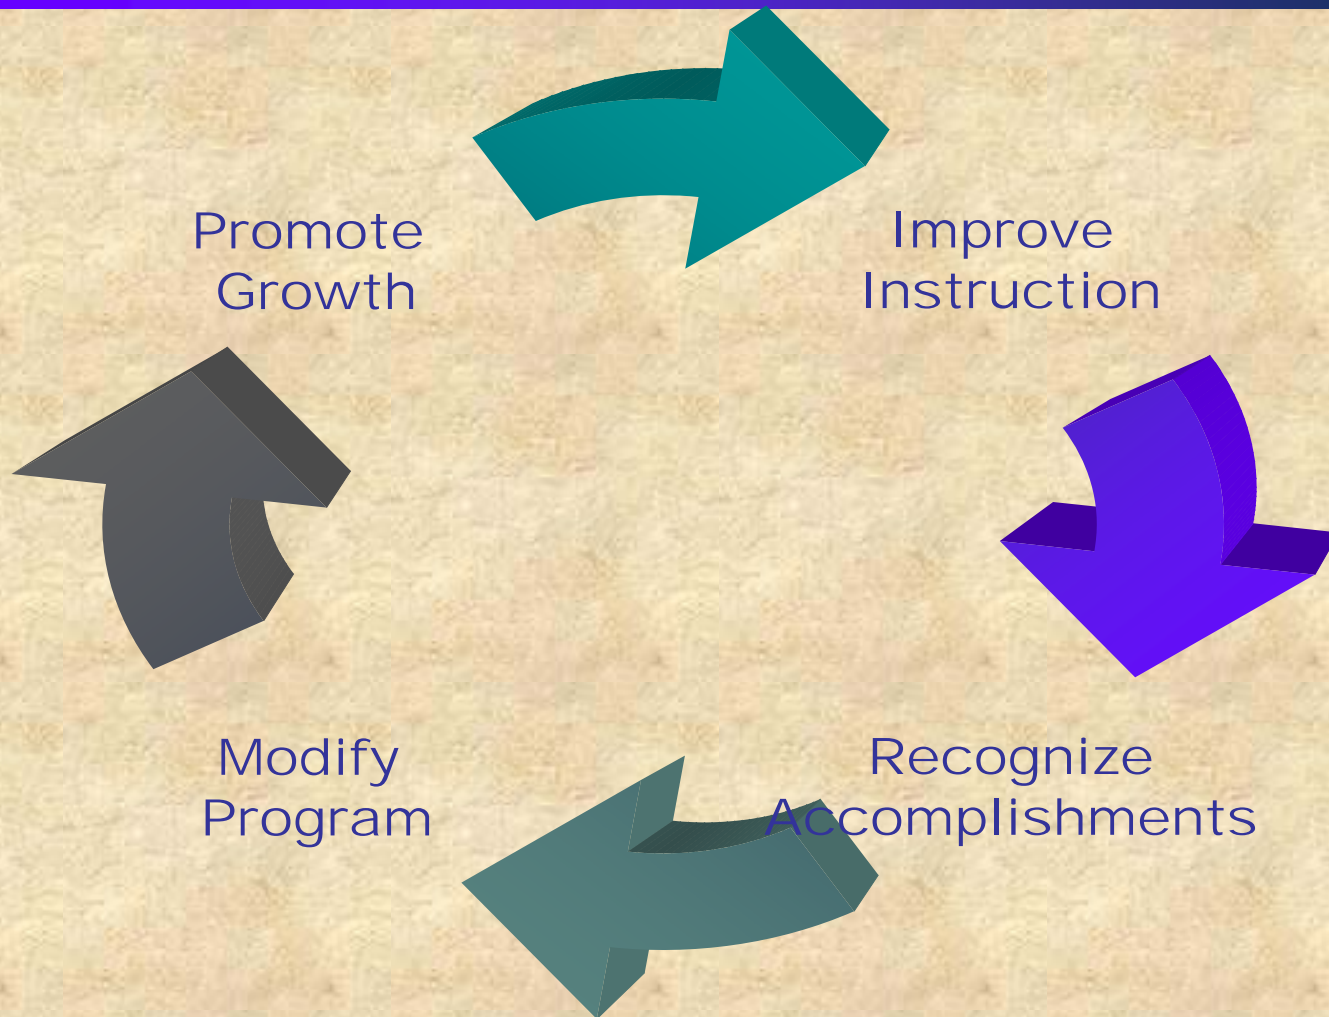 Promote
Growth
Improve
Instruction
Modify
Program
Recognize
Accomplishments